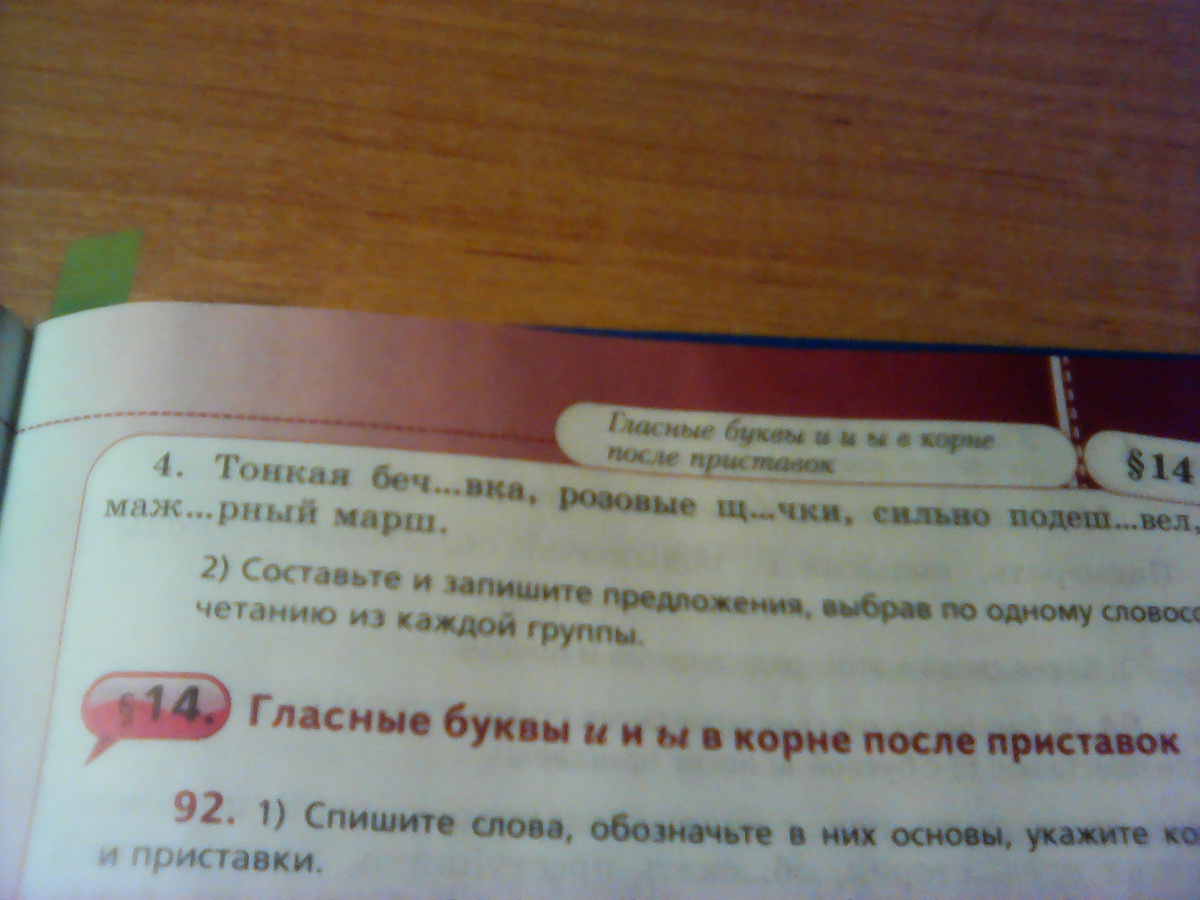 Гласные буквы и и ы в корне
после приставок
§14
4. Тонкая беч...вка, розовые щ...чки, сильно подеш...вел,
маж...рный марш.
2) Составьте и запишите предложения, выбрав по одному словосо
четанию из каждой группы.
§14. Гласные буквы и и ы в корне после приставок
92. 1) Спишите слова, обозначьте в них основы, укажите ко
и приставки.